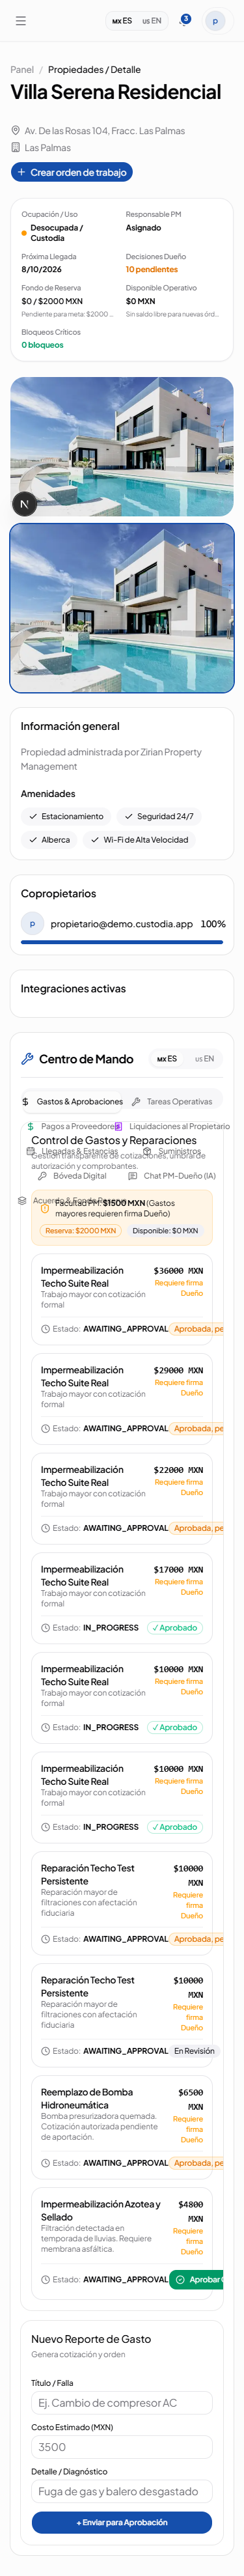 MX ES US EN 3 p
Panel / Propiedades / Detalle
Villa Serena Residencial
Av. De las Rosas 104, Fracc. Las Palmas
Las Palmas
+ Crear orden de trabajo
Ocupación / Uso
Desocupada / Custodia
Responsable PM
Asignado
Próxima Llegada
8/10/2026
Decisiones Dueño
10 pendientes
Fondo de Reserva
$0 / $2000 MXN
Pendiente para meta: $2000 ...
Disponible Operativo
$0 MXN
Sin saldo libre para nuevas órd...
Bloqueos Críticos
0 bloqueos
N
Información general
Propiedad administrada por Zirian Property
Management
Amenidades
Estacionamiento
Seguridad 24/7
Alberca
Wi-Fi de Alta Velocidad
Copropietarios
p propietario@demo.custodia.app 100%
Integraciones activas
Centro de Mando MX ES US EN
Gastos & Aprobaciones
Tareas Operativas
Pagos a Proveedores
Liquidaciones al Propietario
Control de Gastos y Reparaciones
Llegadas & Estancias
Suministros
Gestión transparente de cotizaciones, umbral de
autorización y comprobantes.
Bóveda Digital
Chat PM-Dueño (IA)
Acuerdo & Fondo
Facultad PM: $1500 MXN (Gastos
mayores requieren firma Dueño)
Reserva: $2000 MXN
Disponible: $0 MXN
Impermeabilización
Techo Suite Real
Trabajo mayor con cotización
formal
$36000 MXN
Requiere firma
Dueño
Estado: AWAITING_APPROVAL Aprobada, pe
Impermeabilización
Techo Suite Real
Trabajo mayor con cotización
formal
$29000 MXN
Requiere firma
Dueño
Estado: AWAITING_APPROVAL Aprobada, pe
Impermeabilización
Techo Suite Real
Trabajo mayor con cotización
formal
$22000 MXN
Requiere firma
Dueño
Estado: AWAITING_APPROVAL Aprobada, pe
Impermeabilización
Techo Suite Real
Trabajo mayor con cotización
formal
$17000 MXN
Requiere firma
Dueño
Estado: IN_PROGRESS ✓ Aprobado
Impermeabilización
Techo Suite Real
Trabajo mayor con cotización
formal
$10000 MXN
Requiere firma
Dueño
Estado: IN_PROGRESS ✓ Aprobado
Impermeabilización
Techo Suite Real
Trabajo mayor con cotización
formal
$10000 MXN
Requiere firma
Dueño
Estado: IN_PROGRESS ✓ Aprobado
Reparación Techo Test
Persistente
Reparación mayor de
filtraciones con afectación
fiduciaria
$10000
MXN
Requiere
firma
Dueño
Estado: AWAITING_APPROVAL Aprobada, pe
Reparación Techo Test
Persistente
Reparación mayor de
filtraciones con afectación
fiduciaria
$10000
MXN
Requiere
firma
Dueño
Estado: AWAITING_APPROVAL En Revisión
Reemplazo de Bomba
Hidroneumática
Bomba presurizadora quemada.
Cotización autorizada pendiente
de aportación.
$6500
MXN
Requiere
firma
Dueño
Estado: AWAITING_APPROVAL Aprobada, pe
Impermeabilización Azotea y
Sellado
Filtración detectada en
temporada de lluvias. Requiere
membrana asfáltica.
$4800
MXN
Requiere
firma
Dueño
Estado: AWAITING_APPROVAL Aprobar
Nuevo Reporte de Gasto
Genera cotización y orden
Título / Falla
Ej. Cambio de compresor AC
Costo Estimado (MXN)
3500
Detalle / Diagnóstico
Fuga de gas y balero desgastado
+ Enviar para Aprobación